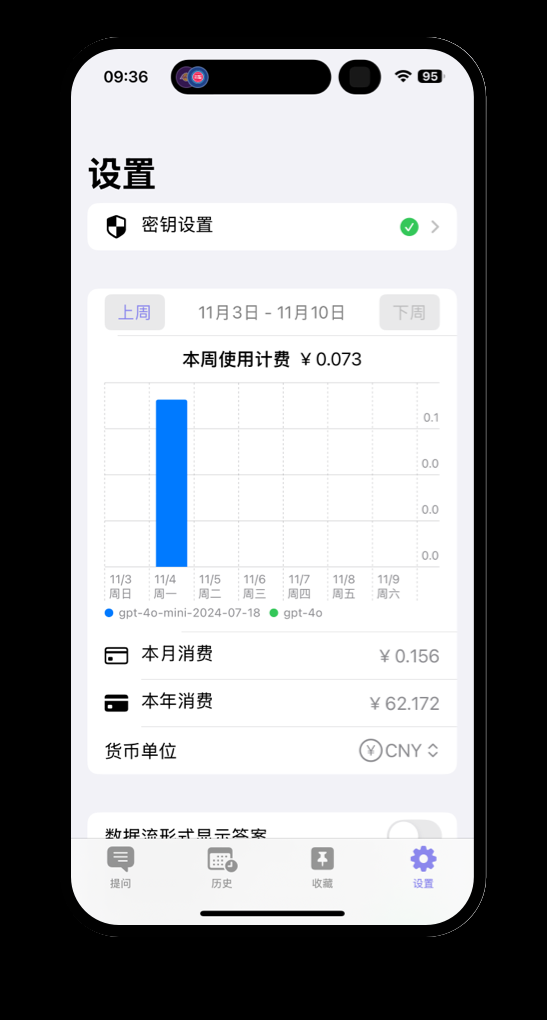 09:36
95
设置
密钥设置
上周 11月3日 - 11月10日 下周
本周使用计费 ¥ 0.073
0.1
0.0
0.0
0.0
11/3 11/4 11/5 11/6 11/7 11/8 11/9
周日 周一 周二 周三 周四 周五 周六
gpt-4o-mini-2024-07-18 gpt-4o
本月消费 ¥ 0.156
本年消费 ¥ 62.172
货币单位 ¥ CNY
数据流形式显示答案
提问 历史 收藏 设置